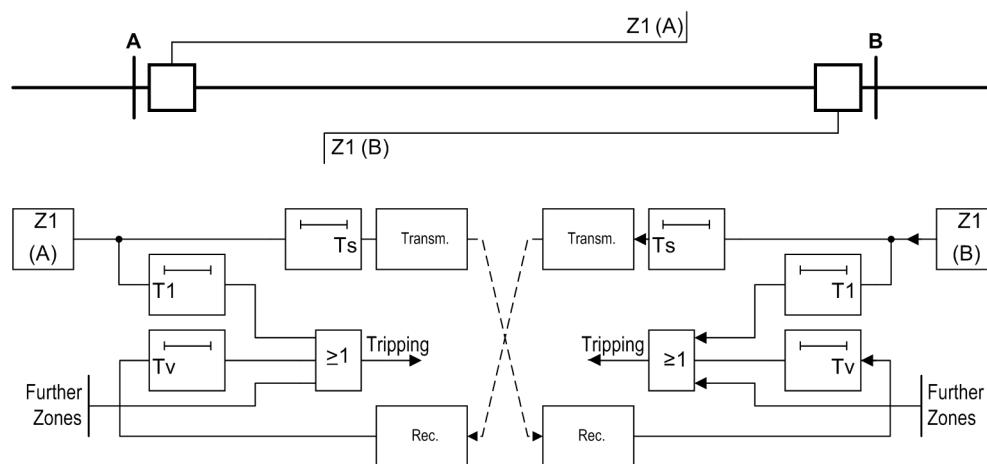 Z1 (A)
A
B
Z1 (B)
Z1
(A)
Ts
Transm.
Transm.
Ts
Z1
(B)
T1
T1
Tv
≥1
Tripping
Tripping
≥1
Tv
Further
Zones
Further
Zones
Rec.
Rec.